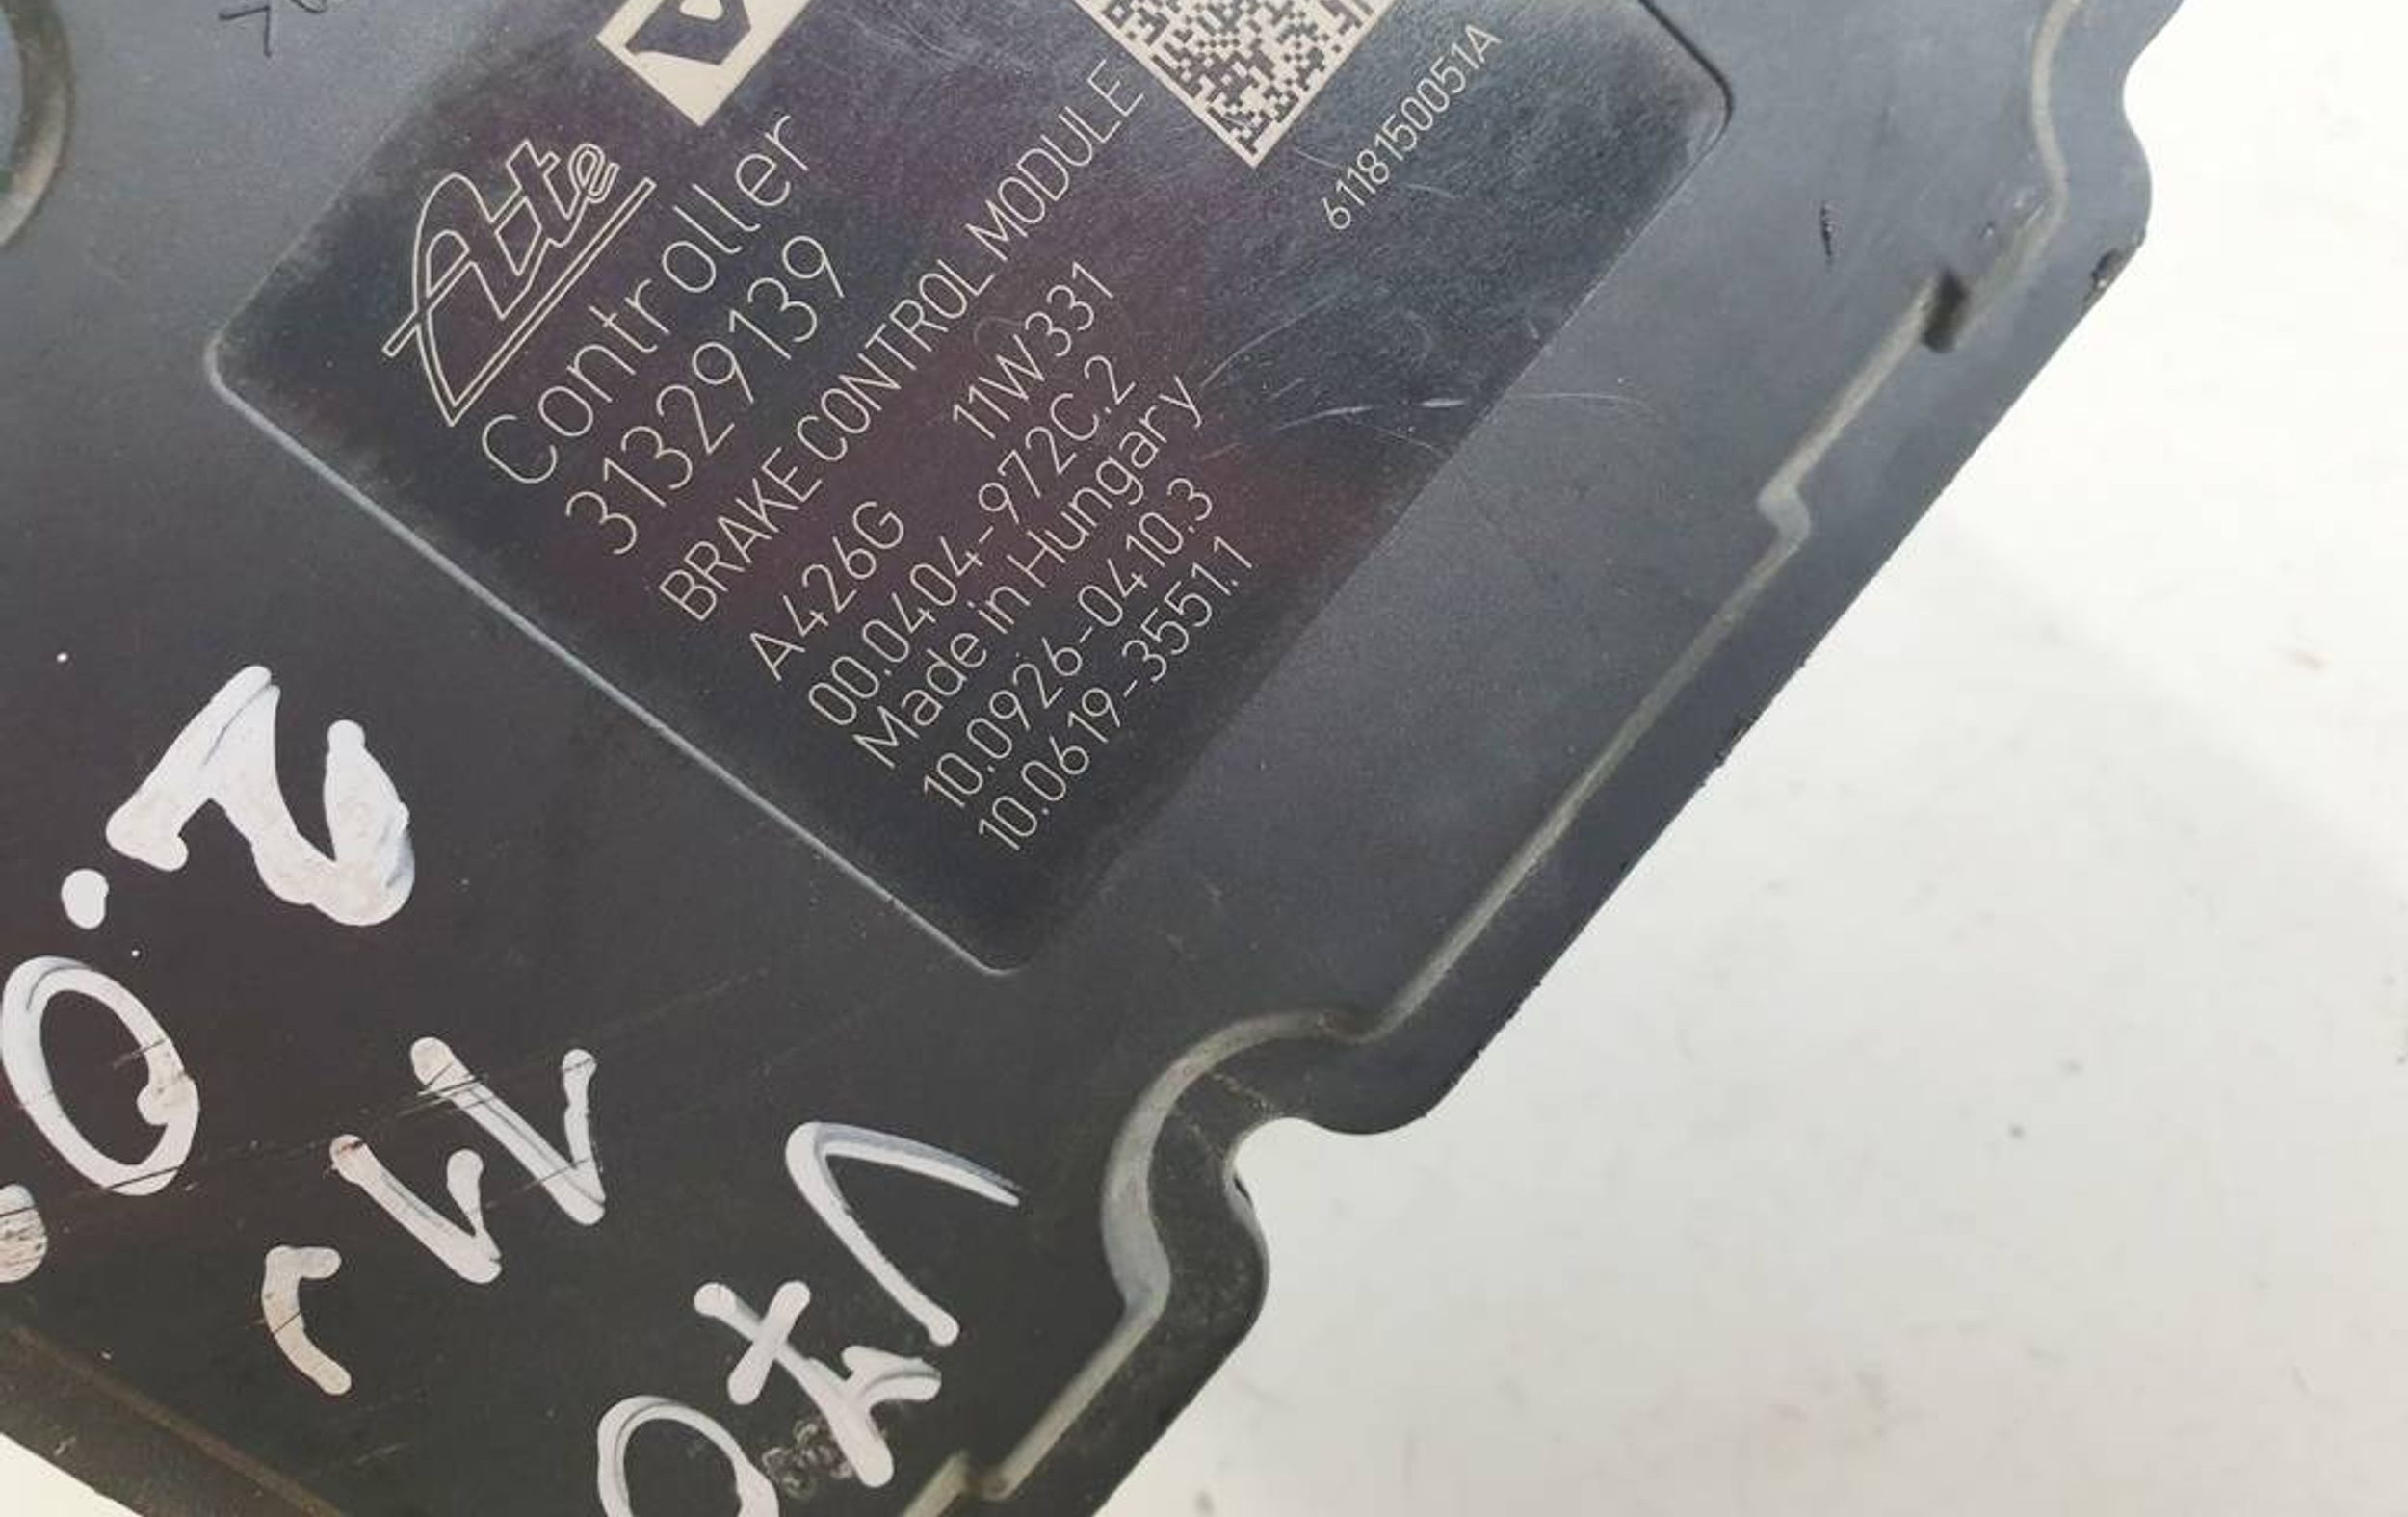 Ate
Controller
31329139
BRAKE CONTROL MODULE
A426G 11W331
00.0404-972C.2
Made in Hungary
10.0926-0410.3
10.0619-3551.1
6118150051A